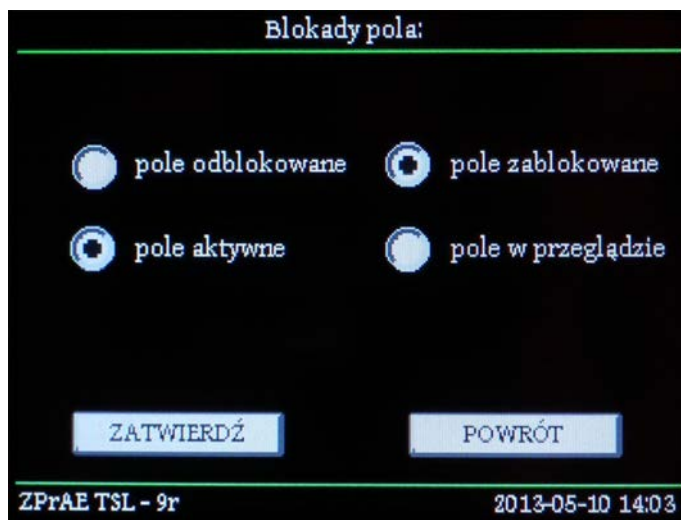 Blokady pola:
pole odblokowane pole zablokowane
pole aktywne pole w przeglądzie
ZATWIERDŹ POWRÓT
ZPrAE TSL - 9r 2013-05-10 14:03